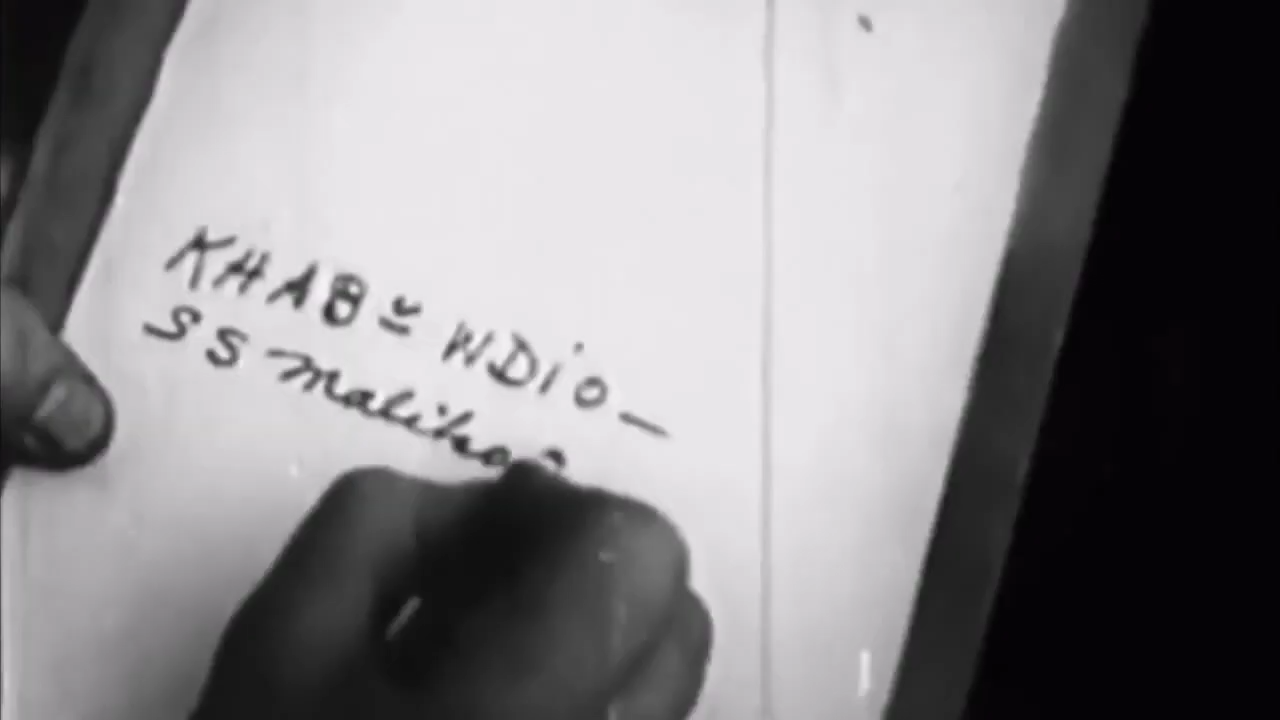 KHAB = WDiO —
SS